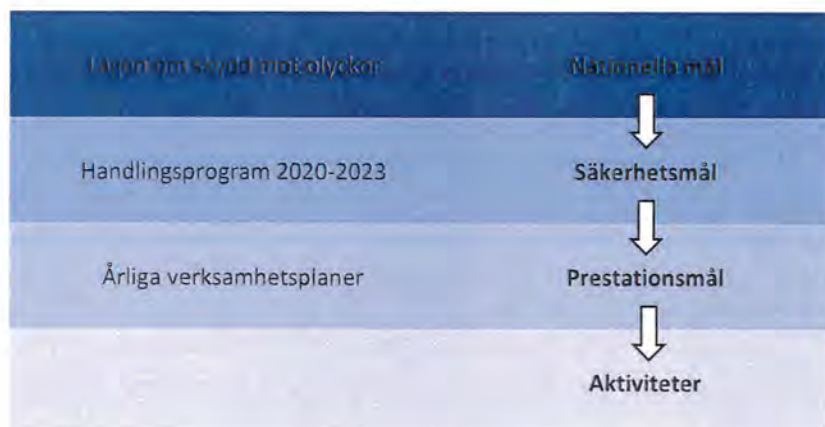 Lagen om skydd mot olyckor
Nationella mål
Handlingsprogram 2020-2023
Säkerhetsmål
Årliga verksamhetsplaner
Prestationsmål
Aktiviteter